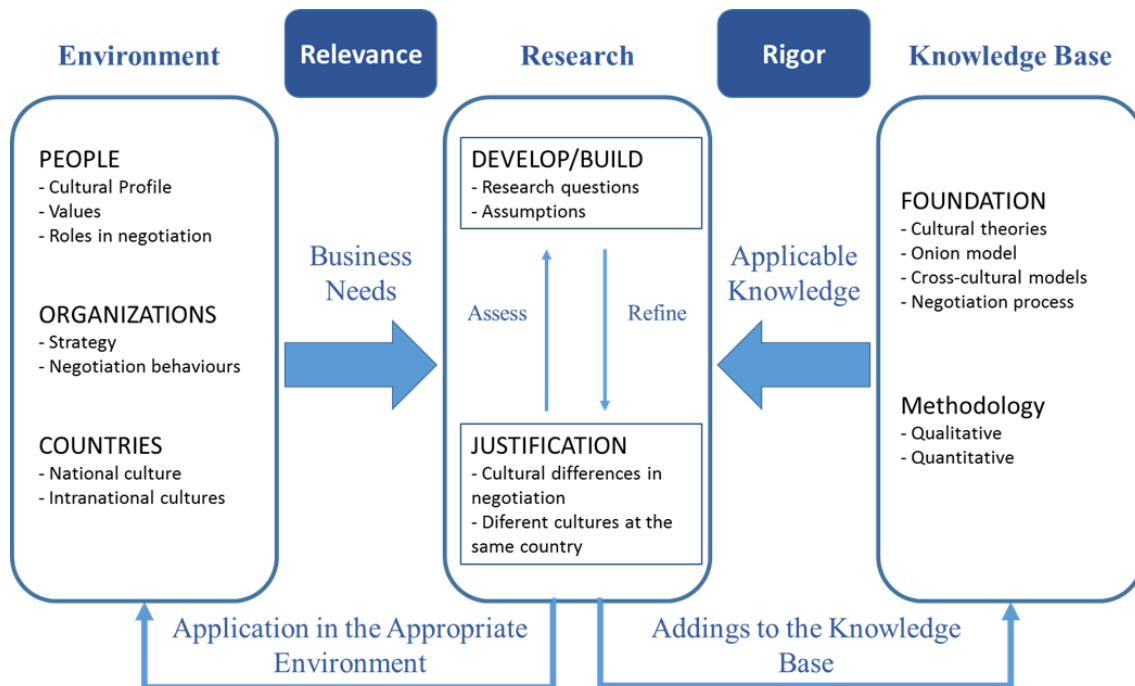 Environment
Relevance
Research
Rigor
Knowledge Base
PEOPLE
- Cultural Profile
- Values
- Roles in negotiation
ORGANIZATIONS
- Strategy
- Negotiation behaviours
COUNTRIES
- National culture
- Intranational cultures
Business
Needs
DEVELOP/BUILD
- Research questions
- Assumptions
Assess
Refine
JUSTIFICATION
- Cultural differences in
negotiation
- Diferent cultures at the
same country
Applicable
Knowledge
FOUNDATION
- Cultural theories
- Onion model
- Cross-cultural models
- Negotiation process
Methodology
- Qualitative
- Quantitative
Application in the Appropriate
Environment
Addings to the Knowledge
Base